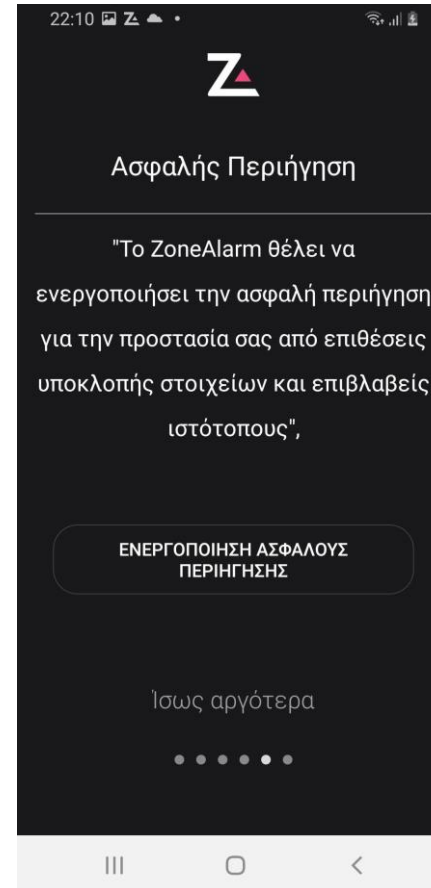 22:10
Ζ
Ασφαλής Περιήγηση
"Το ZoneAlarm θέλει να
ενεργοποιήσει την ασφαλή περιήγηση
για την προστασία σας από επιθέσεις
υποκλοπής στοιχείων και επιβλαβείς
ιστότοπους",
ΕΝΕΡΓΟΠΟΙΗΣΗ ΑΣΦΑΛΟΥΣ
ΠΕΡΙΗΓΗΣΗΣ
Ίσως αργότερα